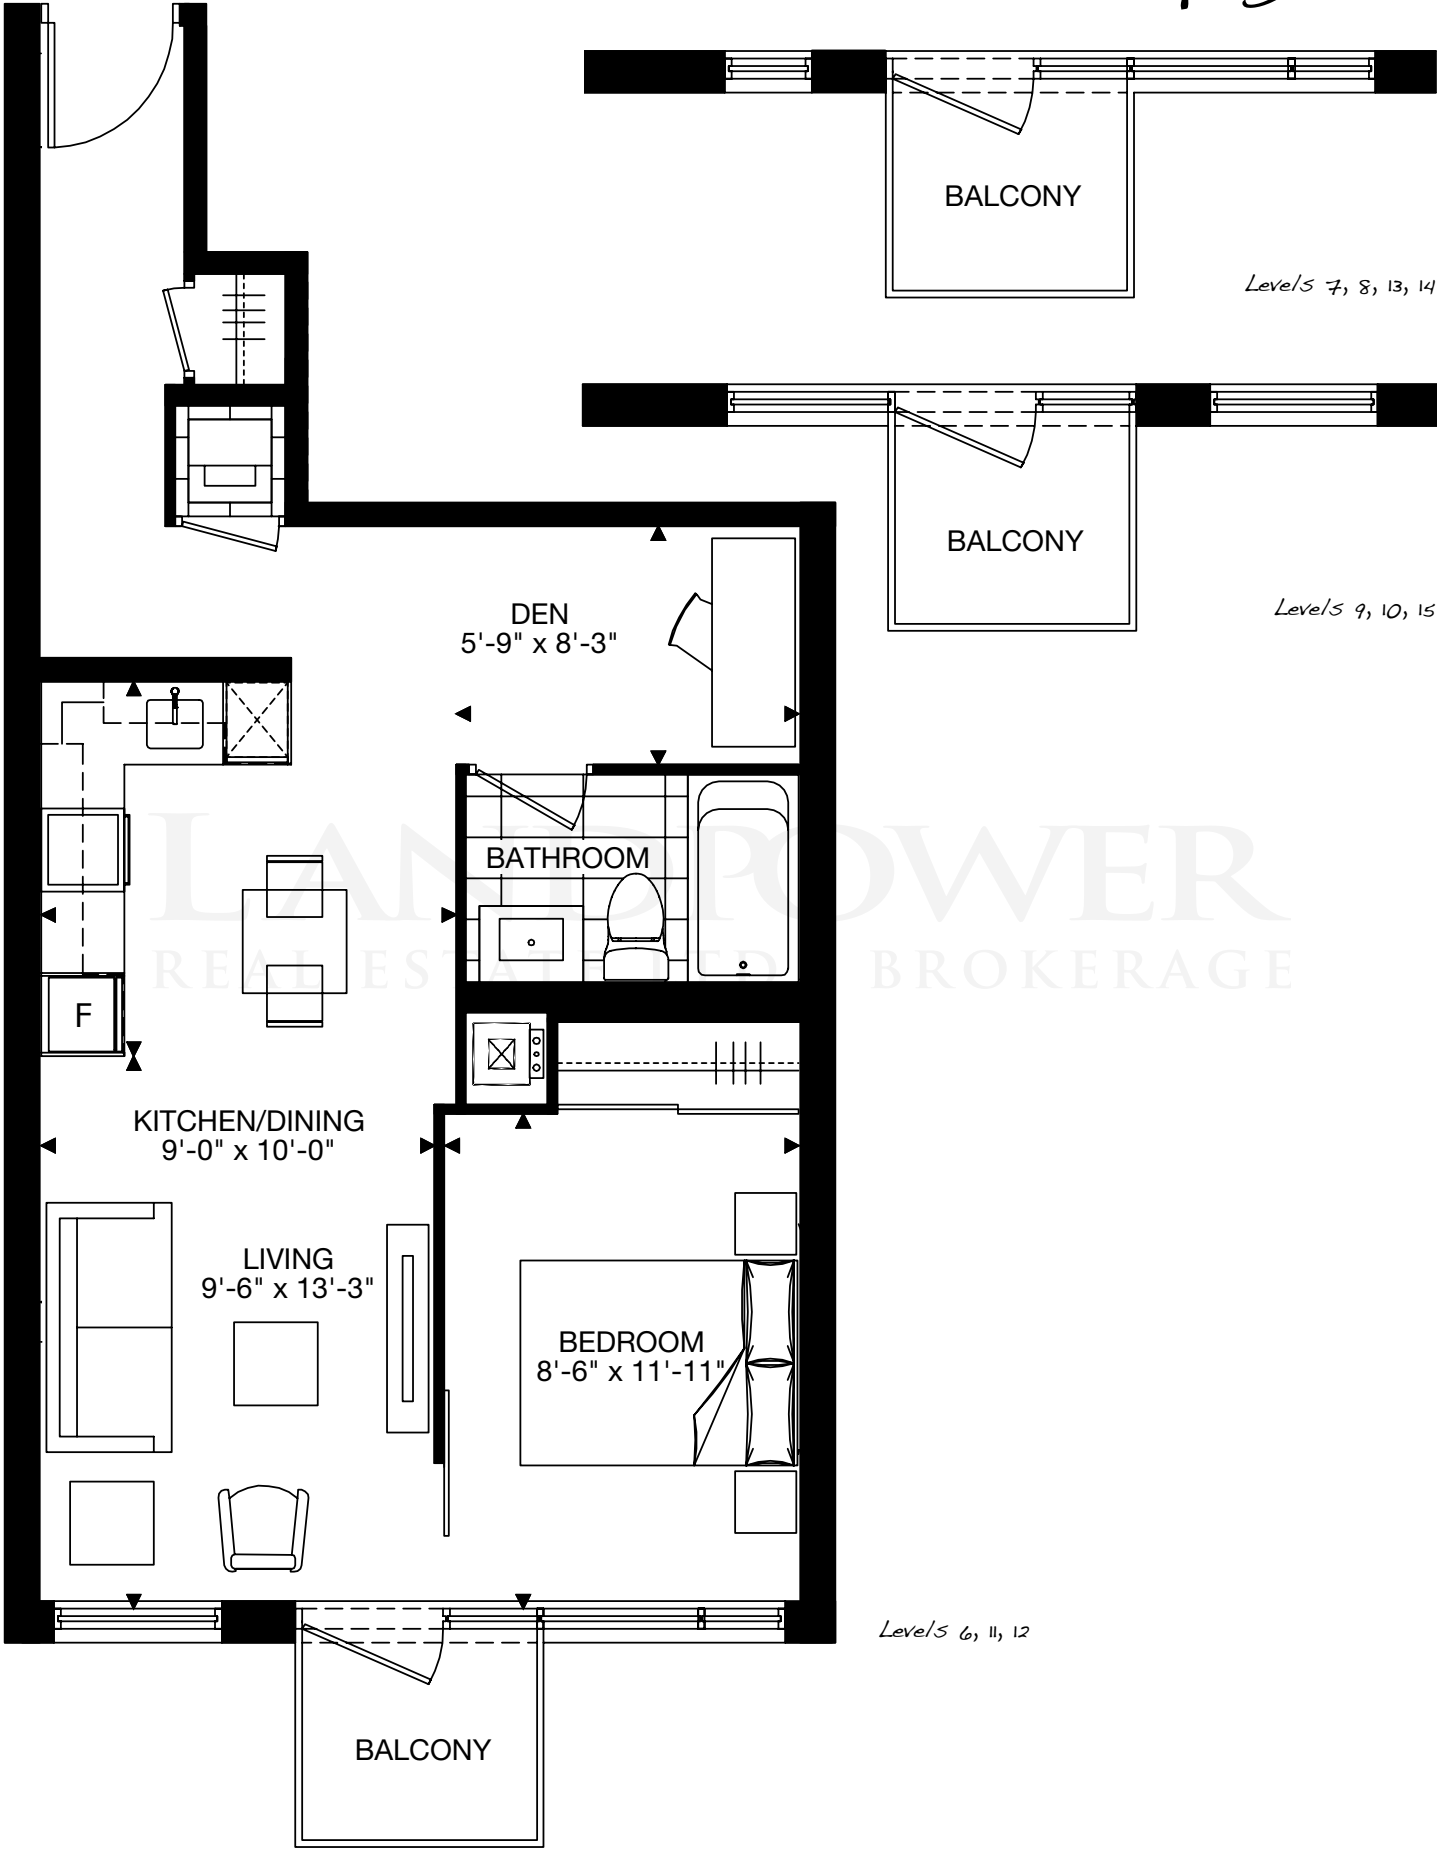 BALCONY
Levels 7, 8, 13, 14
BALCONY
Levels 9, 10, 15
DEN
5'-9" x 8'-3"
BATHROOM
LANDPOWER
REAL ESTATE LTD BROKERAGE
F
KITCHEN/DINING
9'-0" x 10'-0"
LIVING
9'-6" x 13'-3"
BEDROOM
8'-6" x 11'-11"
Levels 6, 11, 12
BALCONY